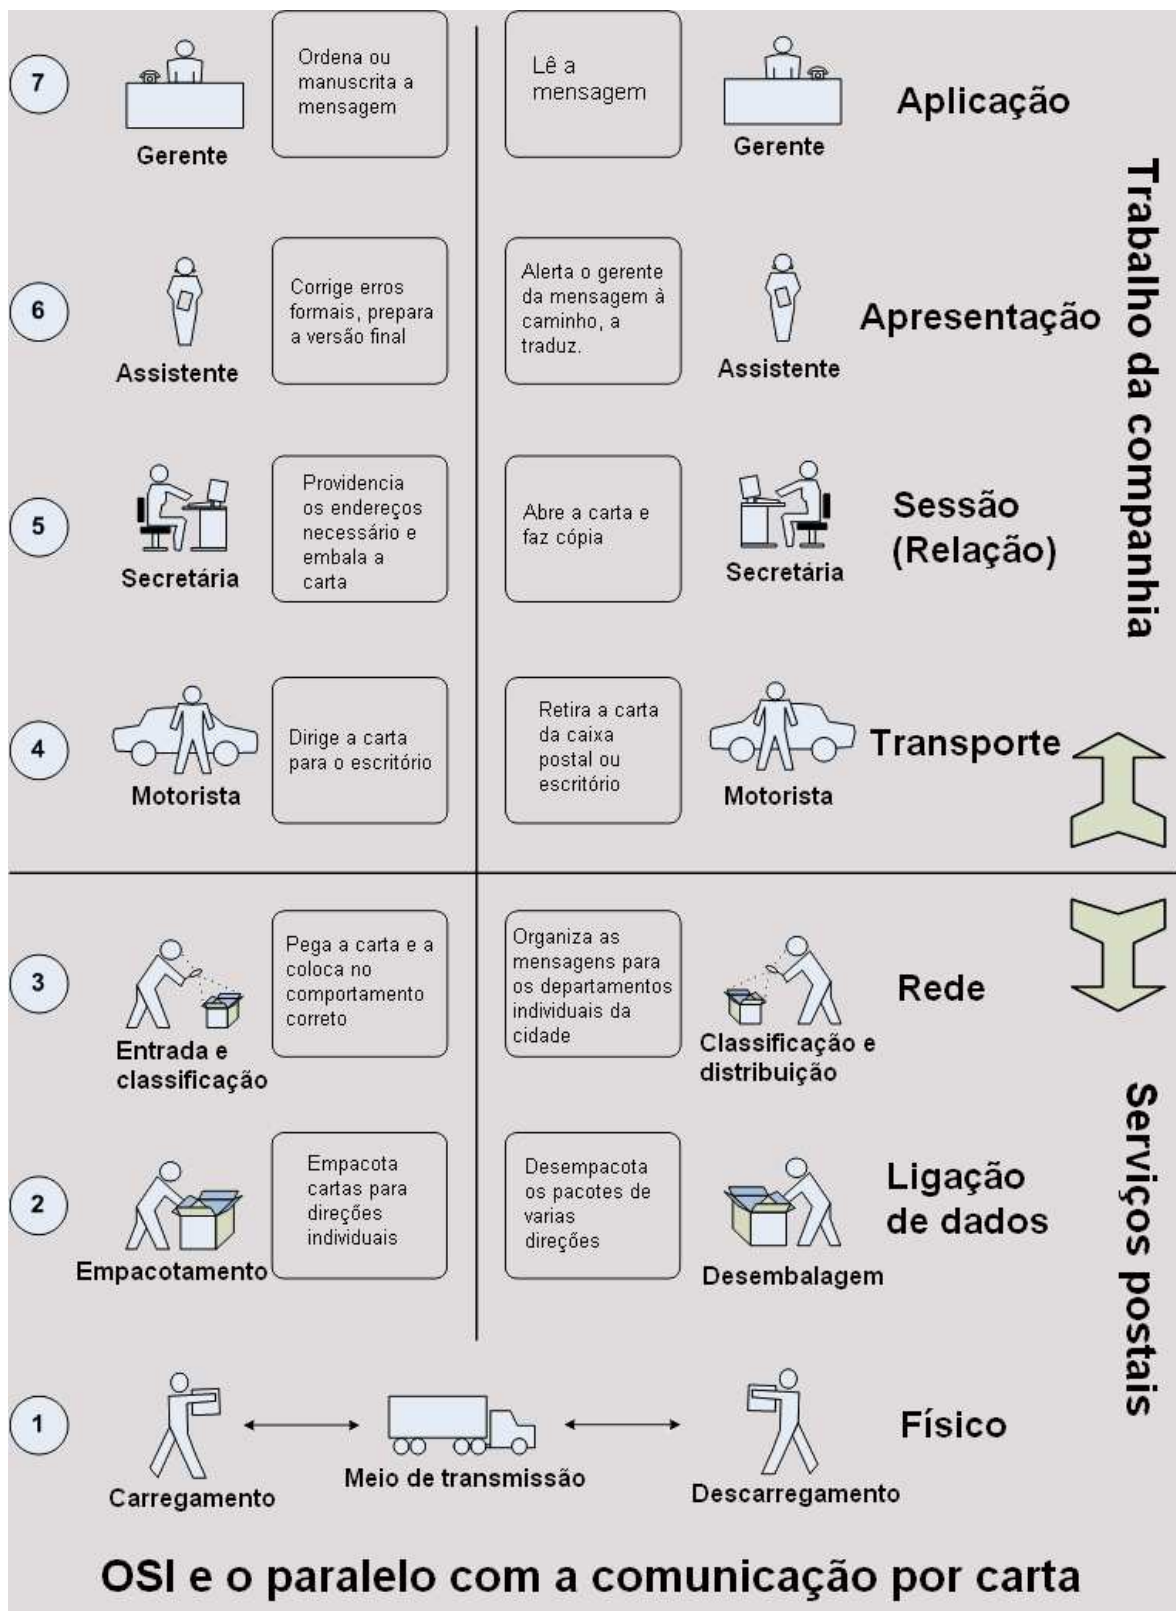 7
Gerente
Ordena ou
manuscrita a
mensagem
Lê a
mensagem
Gerente
Aplicação
6
Assistente
Corrige erros
formais, prepara
a versão final
Alerta o gerente
da mensagem à
caminho, a
traduz.
Assistente
Apresentação
5
Secretária
Providencia
os endereços
necessário e
embala a
carta
Abre a carta e
faz cópia
Secretária
Sessão
(Relação)
4
Motorista
Dirige a carta
para o escritório
Retira a carta
da caixa
postal ou
escritório
Motorista
Transporte
Trabalho da companhia
3
Entrada e
classificação
Pega a carta e a
coloca no
comportamento
correto
Organiza as
mensagens para
os departamentos
individuais da
cidade
Classificação e
distribuição
Rede
2
Empacotamento
Empacota
cartas para
direções
individuais
Desempacota
os pacotes de
varias
direções
Desembalagem
Ligação
de dados
1
Carregamento
Meio de transmissão
Descarregamento
Físico
Serviços postais
OSI e o paralelo com a comunicação por carta